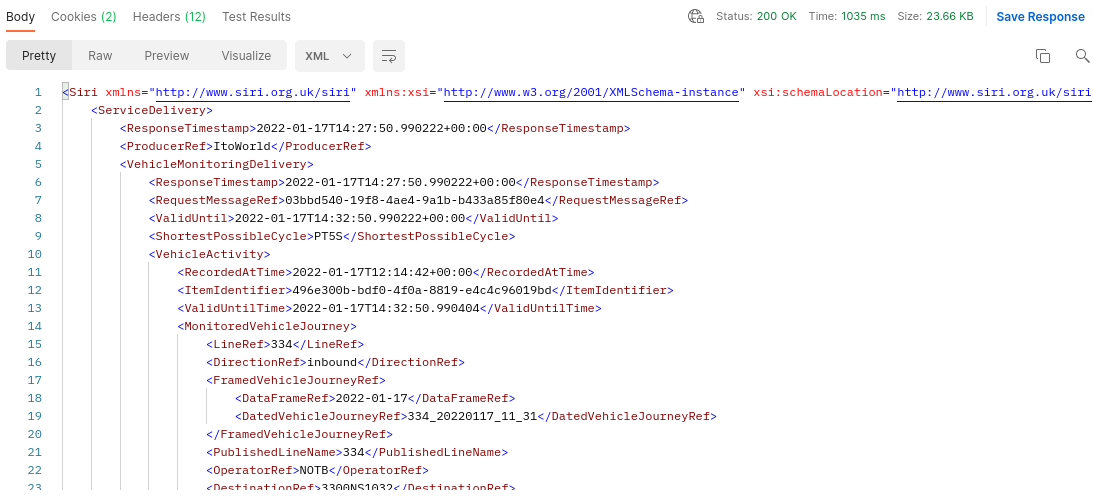 Body Cookies (2) Headers (12) Test Results Status: 200 OK Time: 1035 ms Size: 23.66 KB Save Response
Pretty Raw Preview Visualize XML
1 <Siri xmlns="http://www.siri.org.uk/siri" xmlns:xsi="http://www.w3.org/2001/XMLSchema-instance" xsi:schemaLocation="http://www.siri.org.uk/siri
2 <ServiceDelivery>
3 <ResponseTimestamp>2022-01-17T14:27:50.990222+00:00</ResponseTimestamp>
4 <ProducerRef>ItoWorld</ProducerRef>
5 <VehicleMonitoringDelivery>
6 <ResponseTimestamp>2022-01-17T14:27:50.990222+00:00</ResponseTimestamp>
7 <RequestMessageRef>03bbd540-19f8-4ae4-9a1b-b433a85f80e4</RequestMessageRef>
8 <ValidUntil>2022-01-17T14:32:50.990222+00:00</ValidUntil>
9 <ShortestPossibleCycle>PT5S</ShortestPossibleCycle>
10 <VehicleActivity>
11 <RecordedAtTime>2022-01-17T12:14:42+00:00</RecordedAtTime>
12 <ItemIdentifier>496e300b-bdf0-4f0a-8819-e4c4c96019bd</ItemIdentifier>
13 <ValidUntilTime>2022-01-17T14:32:50.990404</ValidUntilTime>
14 <MonitoredVehicleJourney>
15 <LineRef>334</LineRef>
16 <DirectionRef>inbound</DirectionRef>
17 <FramedVehicleJourneyRef>
18 <DataFrameRef>2022-01-17</DataFrameRef>
19 <DatedVehicleJourneyRef>334_20220117_11_31</DatedVehicleJourneyRef>
20 </FramedVehicleJourneyRef>
21 <PublishedLineName>334</PublishedLineName>
22 <OperatorRef>NOTB</OperatorRef>
23 <DestinationRef>3300NS1032</DestinationRef>